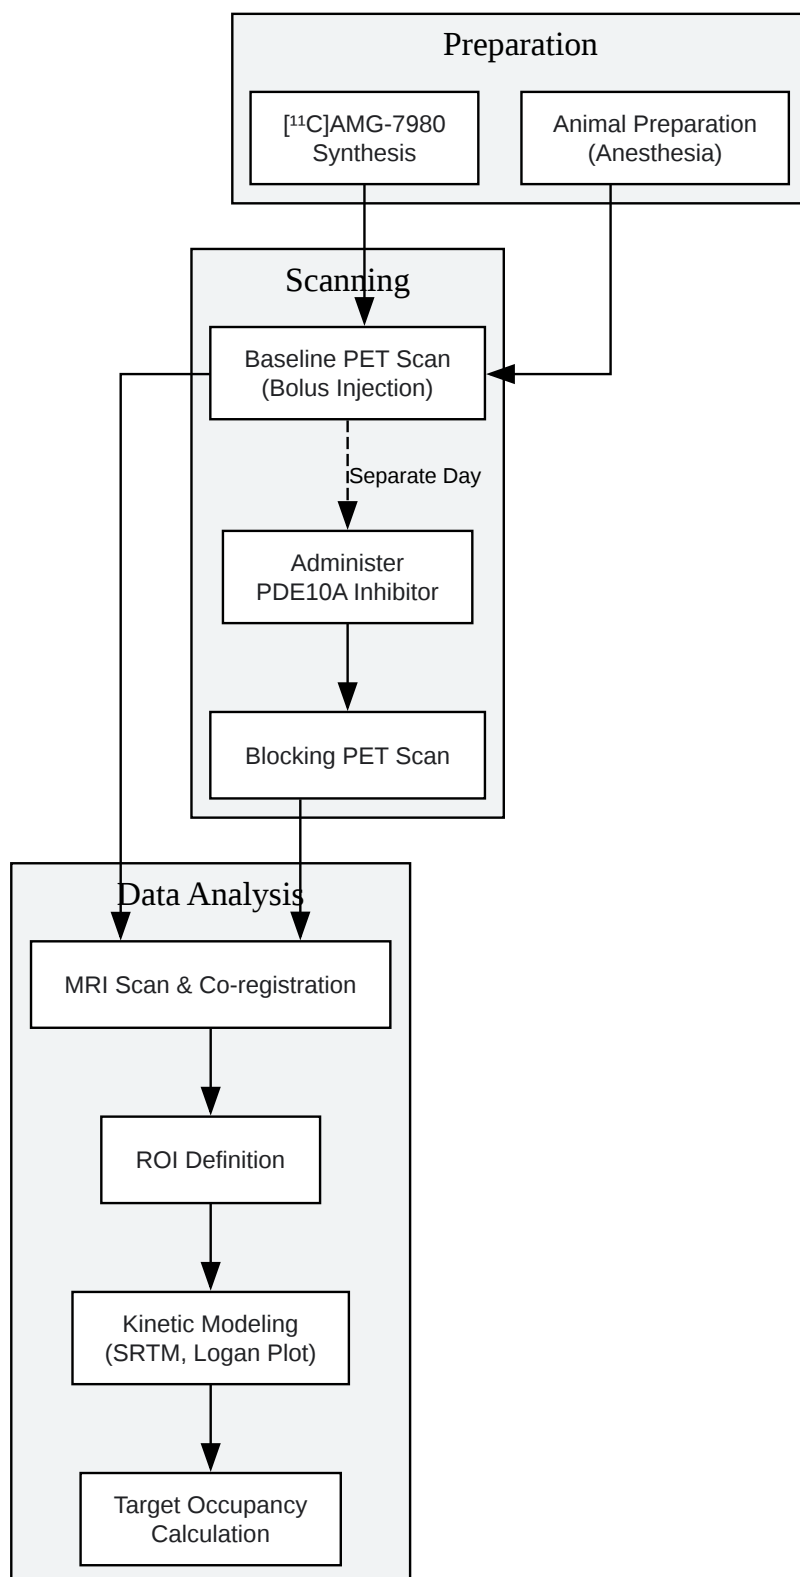 Preparation
[¹¹C]AMG-7980
Synthesis
Animal Preparation
(Anesthesia)
Scanning
Baseline PET Scan
(Bolus Injection)
Separate Day
Administer
PDE10A Inhibitor
Blocking PET Scan
Data Analysis
MRI Scan & Co-registration
ROI Definition
Kinetic Modeling
(SRTM, Logan Plot)
Target Occupancy
Calculation